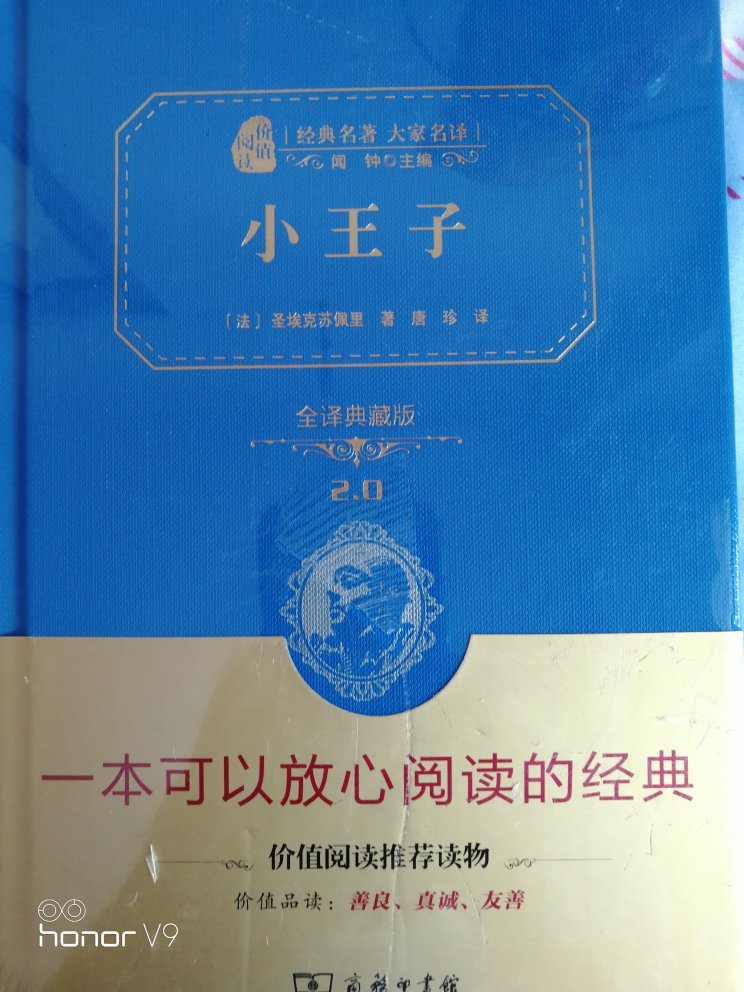 价值阅读
经典名著 大家名译
闻 钟 主编
小王子
〔法〕圣埃克苏佩里 著 唐 珍 译
全译典藏版
2.0
一本可以放心阅读的经典
价值阅读推荐读物
价值品读：善良、真诚、友善
honor V9
商务印书馆